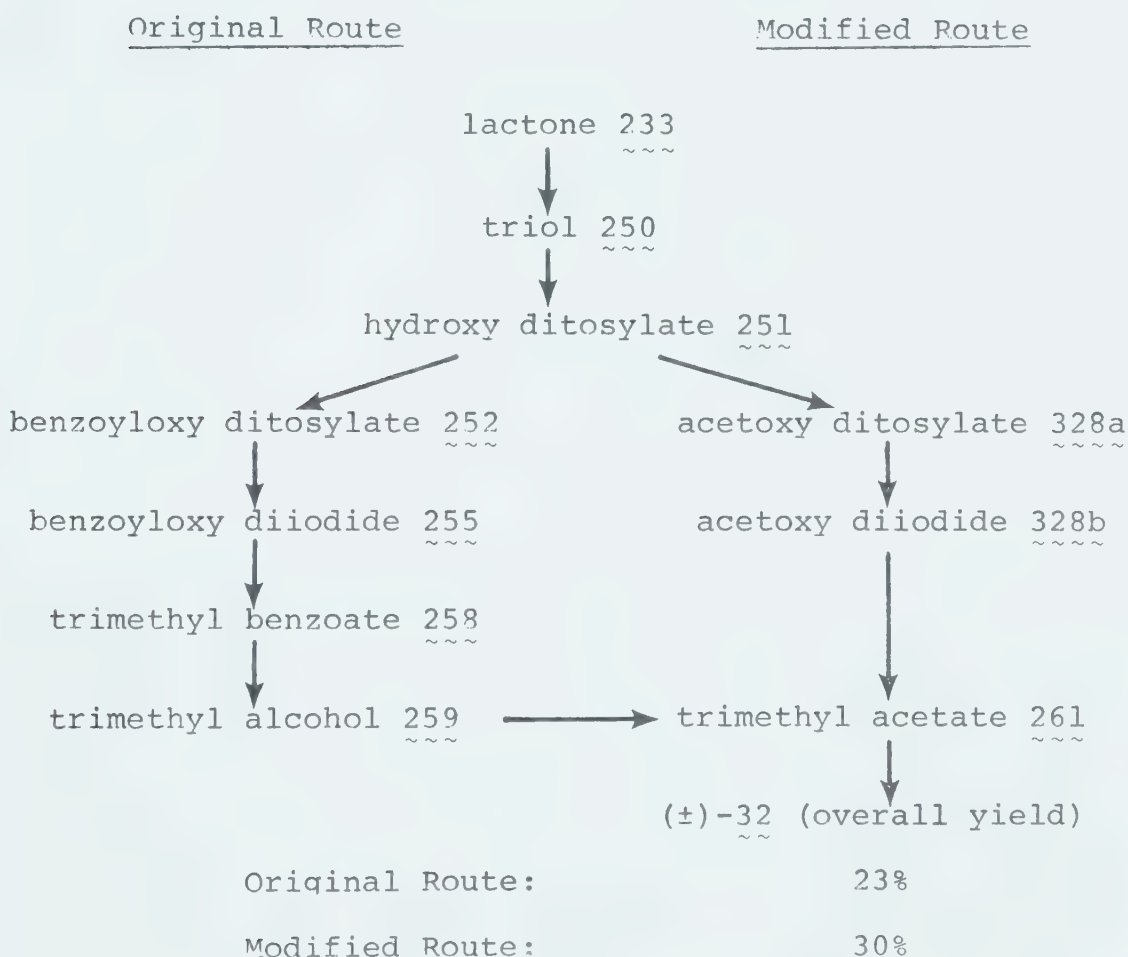 Original Route Modified Route
lactone 233
triol 250
hydroxy ditosylate 251
benzoyloxy ditosylate 252 acetoxy ditosylate 328a
benzoyloxy diiodide 255 acetoxy diiodide 328b
trimethyl benzoate 258
trimethyl alcohol 259 trimethyl acetate 261
(±)-32 (overall yield)
Original Route: 23%
Modified Route: 30%